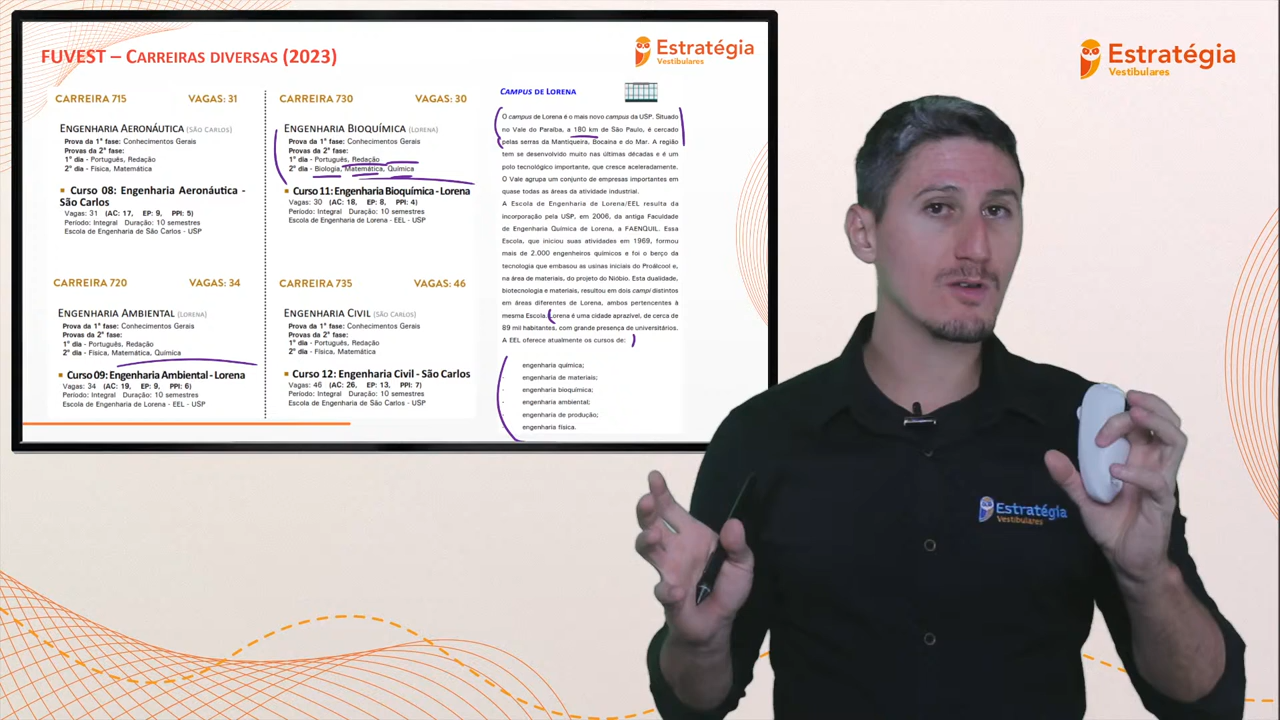 FUVEST – CARREIRAS DIVERSAS (2023)
Estratégia
Vestibulares
CARREIRA 715 VAGAS: 31
ENGENHARIA AERONÁUTICA (SÃO CARLOS)
Prova da 1ª fase: Conhecimentos Gerais
Provas da 2ª fase:
1º dia - Português, Redação
2º dia - Física, Matemática
Curso 08: Engenharia Aeronáutica -
São Carlos
Vagas: 31 (AC: 17, EP: 9, PPI: 5)
Período: Integral Duração: 10 semestres
Escola de Engenharia de São Carlos - USP
CARREIRA 720 VAGAS: 34
ENGENHARIA AMBIENTAL (LORENA)
Prova da 1ª fase: Conhecimentos Gerais
Provas da 2ª fase:
1º dia - Português, Redação
2º dia - Física, Matemática, Química
Curso 09: Engenharia Ambiental - Lorena
Vagas: 34 (AC: 19, EP: 9, PPI: 6)
Período: Integral Duração: 10 semestres
Escola de Engenharia de Lorena - EEL - USP
CARREIRA 730 VAGAS: 30
ENGENHARIA BIOQUÍMICA (LORENA)
Prova da 1ª fase: Conhecimentos Gerais
Provas da 2ª fase:
1º dia - Português, Redação
2º dia - Biologia, Matemática, Química
Curso 11: Engenharia Bioquímica - Lorena
Vagas: 30 (AC: 18, EP: 8, PPI: 4)
Período: Integral Duração: 10 semestres
Escola de Engenharia de Lorena - EEL - USP
CARREIRA 735 VAGAS: 46
ENGENHARIA CIVIL (SÃO CARLOS)
Prova da 1ª fase: Conhecimentos Gerais
Provas da 2ª fase:
1º dia - Português, Redação
2º dia - Física, Matemática
Curso 12: Engenharia Civil - São Carlos
Vagas: 46 (AC: 26, EP: 13, PPI: 7)
Período: Integral Duração: 10 semestres
Escola de Engenharia de São Carlos - USP
CAMPUS DE LORENA
O campus de Lorena é o mais novo campus da USP. Situado
no Vale do Paraíba, a 180 km de São Paulo, é cercado
pelas serras da Mantiqueira, Bocaina e do Mar. A região
tem se desenvolvido muito nas últimas décadas e é um
polo tecnológico importante, que cresce aceleradamente.
O Vale agrupa um conjunto de empresas importantes em
quase todas as áreas da atividade industrial.
A Escola de Engenharia de Lorena/EEL resulta da
incorporação pela USP, em 2006, da antiga Faculdade
de Engenharia Química de Lorena, a FAENQUIL. Essa
Escola, que iniciou suas atividades em 1969, formou
mais de 2.000 engenheiros químicos e foi o berço da
tecnologia que embasou as usinas iniciais do Proálcool e,
na área de materiais, do projeto do Nióbio. Esta dualidade,
biotecnologia e materiais, resultou em dois campi distintos
em áreas diferentes de Lorena, ambos pertencentes à
mesma Escola. Lorena é uma cidade aprazível, de cerca de
89 mil habitantes, com grande presença de universitários.
A EEL oferece atualmente os cursos de:
engenharia química;
engenharia de materiais;
engenharia bioquímica;
engenharia ambiental;
engenharia de produção;
engenharia física.
Estratégia
Vestibulares
Estratégia
Vestibulares